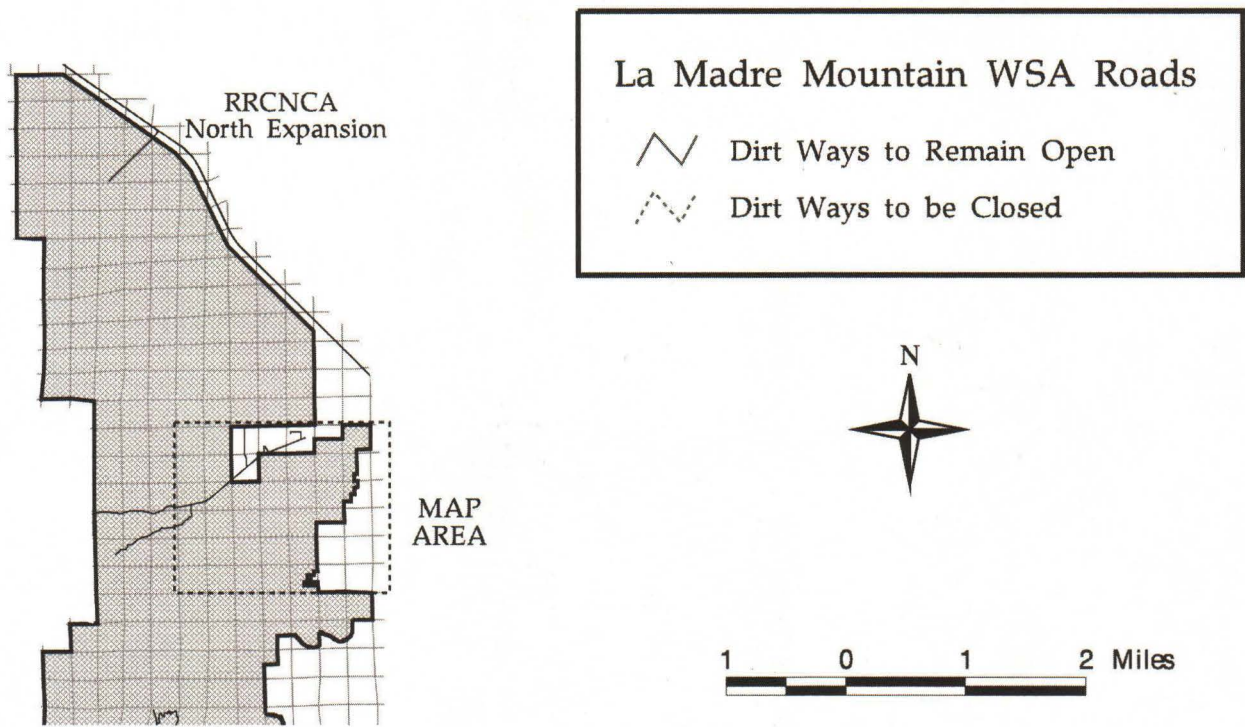 RRCNCA
North Expansion
MAP
AREA
La Madre Mountain WSA Roads
Dirt Ways to Remain Open
Dirt Ways to be Closed
N
1 0 1 2 Miles